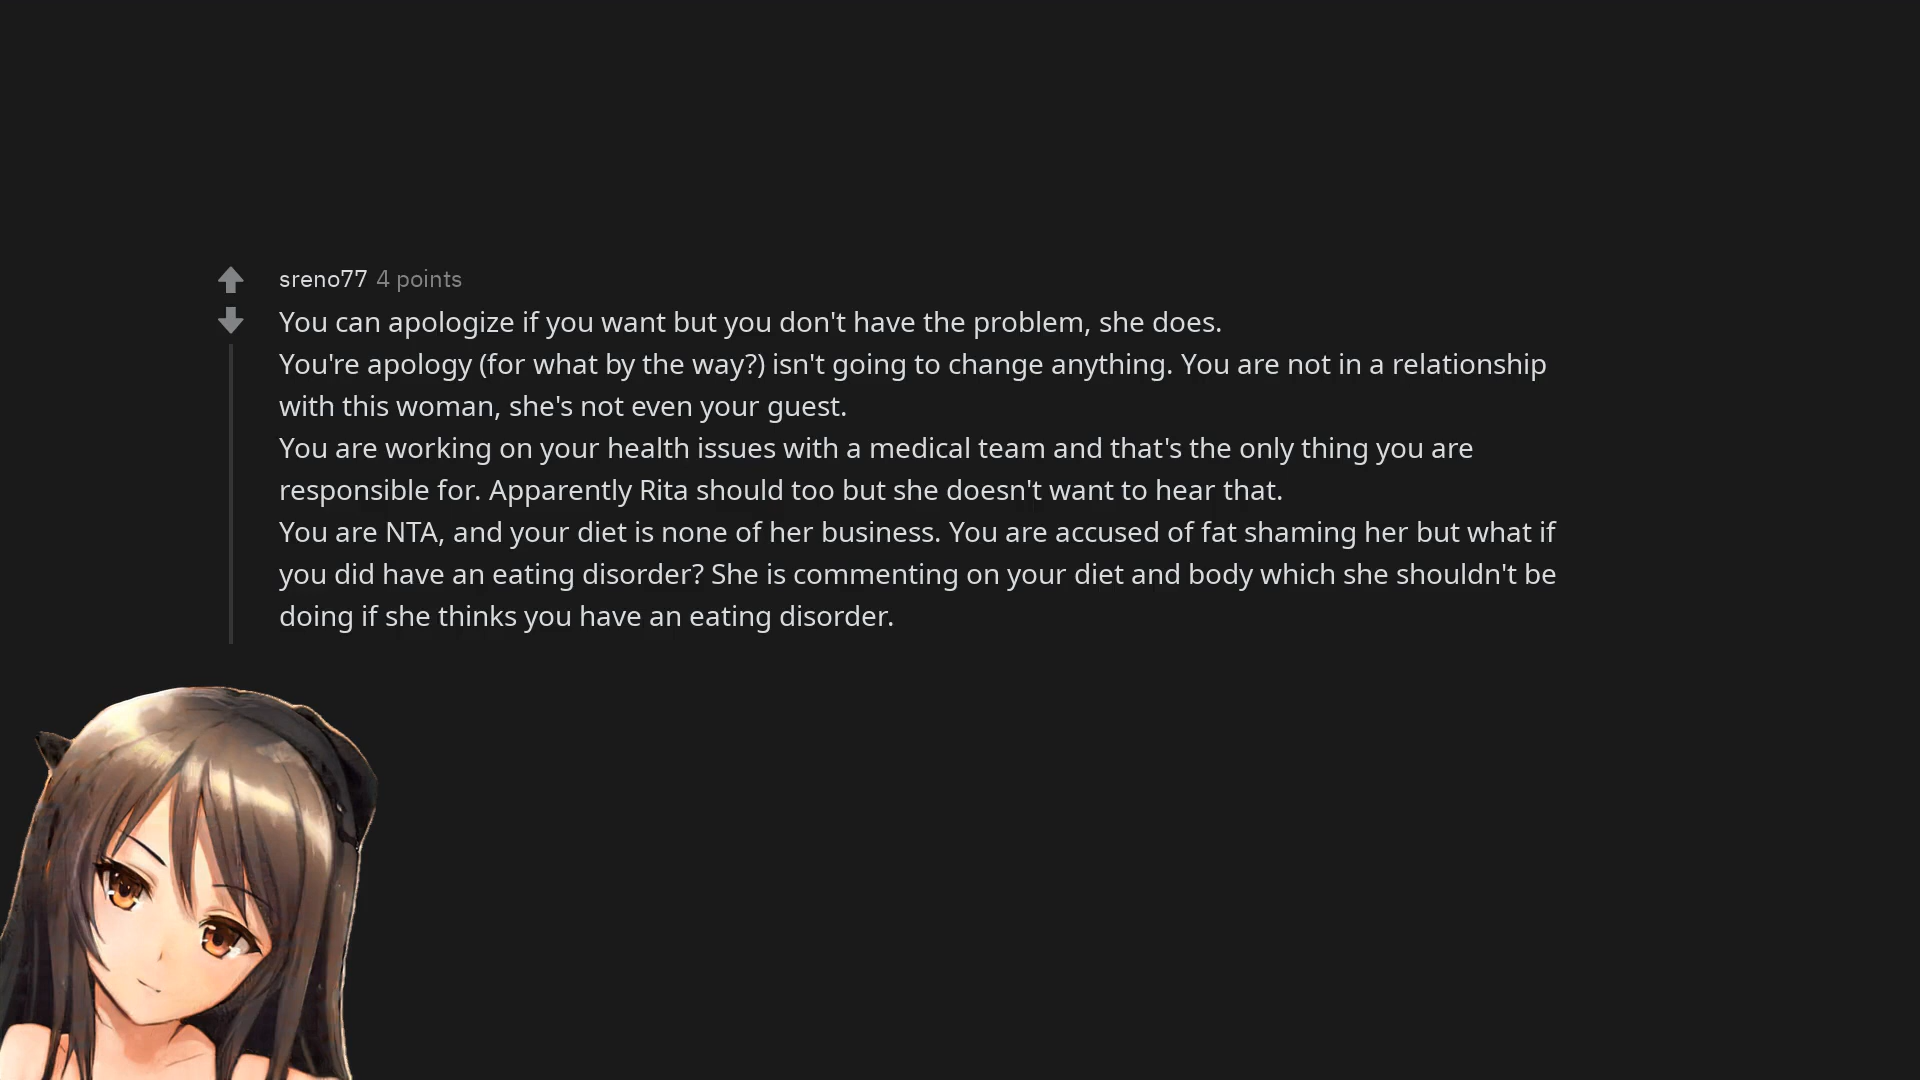 sreno77 4 points
You can apologize if you want but you don't have the problem, she does.
You're apology (for what by the way?) isn't going to change anything. You are not in a relationship
with this woman, she's not even your guest.
You are working on your health issues with a medical team and that's the only thing you are
responsible for. Apparently Rita should too but she doesn't want to hear that.
You are NTA, and your diet is none of her business. You are accused of fat shaming her but what if
you did have an eating disorder? She is commenting on your diet and body which she shouldn't be
doing if she thinks you have an eating disorder.